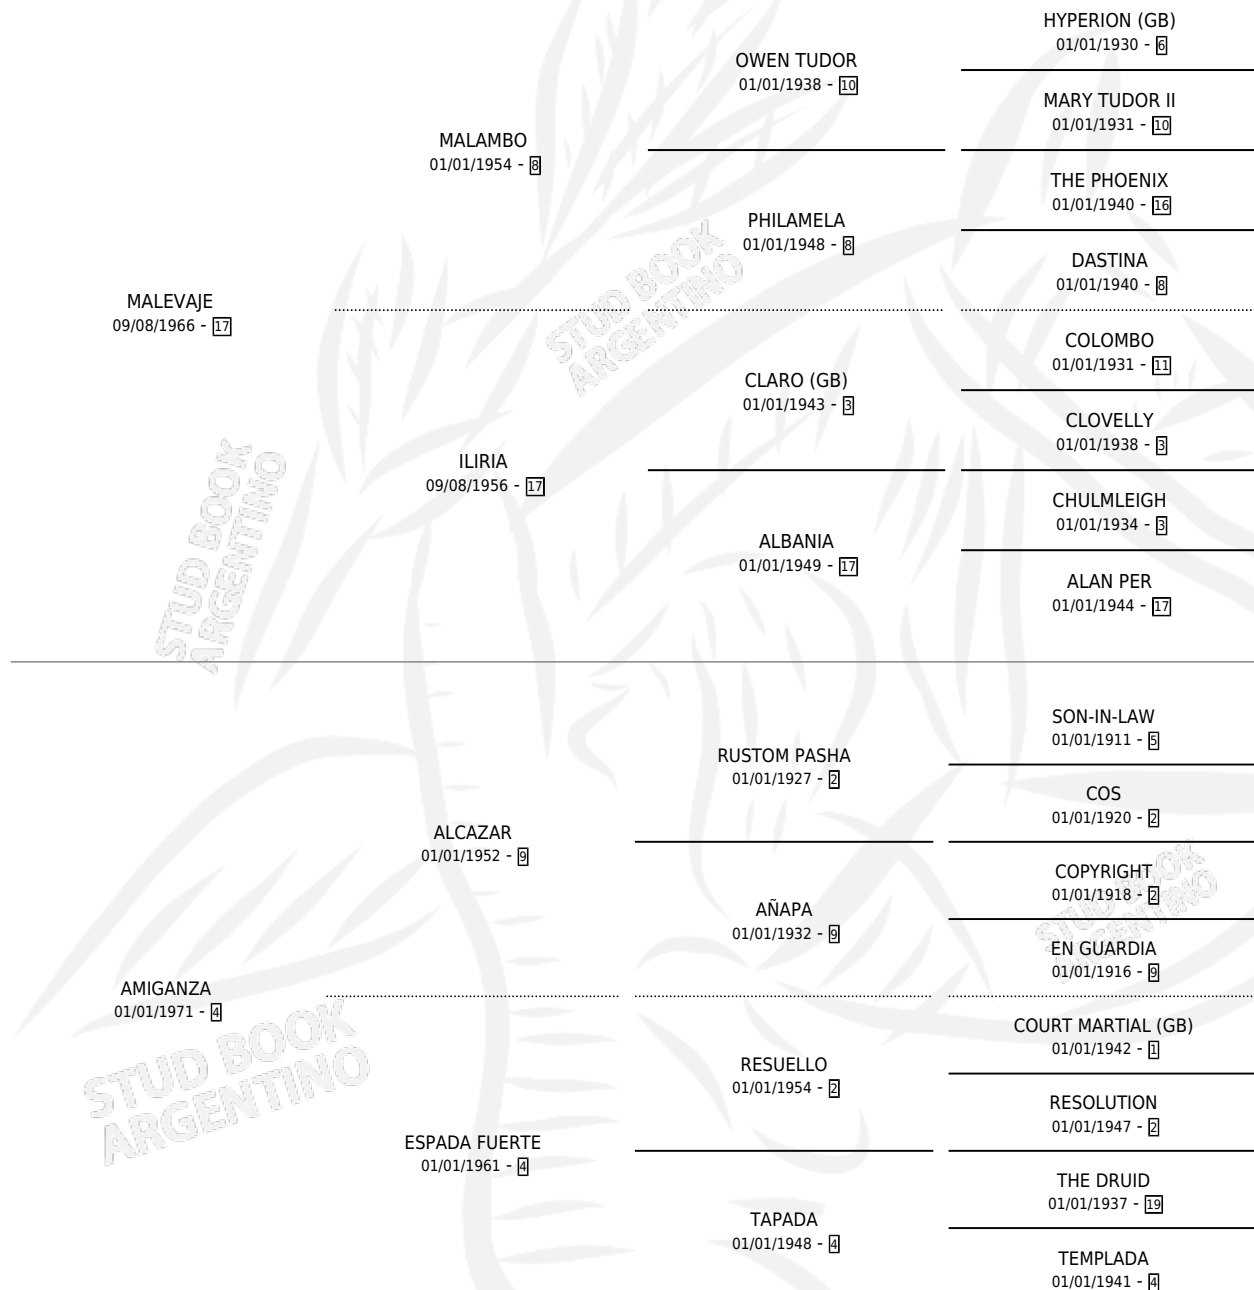 HYPERION (GB)
01/01/1930 - 6
OWEN TUDOR
01/01/1938 - 10
MARY TUDOR II
01/01/1931 - 10
MALAMBO
01/01/1954 - 8
THE PHOENIX
01/01/1940 - 16
PHILAMELA
01/01/1948 - 8
DASTINA
01/01/1940 - 8
MALEVAJE
09/08/1966 - 17
STUD BOOK
ARGENTINO
COLOMBO
01/01/1931 - 11
CLARO (GB)
01/01/1943 - 3
CLOVELLY
01/01/1938 - 3
ILIRIA
09/08/1956 - 17
CHULMLEIGH
01/01/1934 - 3
ALBANIA
01/01/1949 - 17
ALAN PER
01/01/1944 - 17
STUD BOOK
ARGENTINO
SON-IN-LAW
01/01/1911 - 5
RUSTOM PASHA
01/01/1927 - 2
COS
01/01/1920 - 2
ALCAZAR
01/01/1952 - 9
COPYRIGHT
01/01/1918 - 2
AÑAPA
01/01/1932 - 9
EN GUARDIA
01/01/1916 - 9
STUD BOOK
ARGENTINO
AMIGANZA
01/01/1971 - 4
COURT MARTIAL (GB)
01/01/1942 - 1
RESUELLO
01/01/1954 - 2
RESOLUTION
01/01/1947 - 2
STUD BOOK
ARGENTINO
ESPADA FUERTE
01/01/1961 - 4
THE DRUID
01/01/1937 - 19
TAPADA
01/01/1948 - 4
TEMPLADA
01/01/1941 - 4